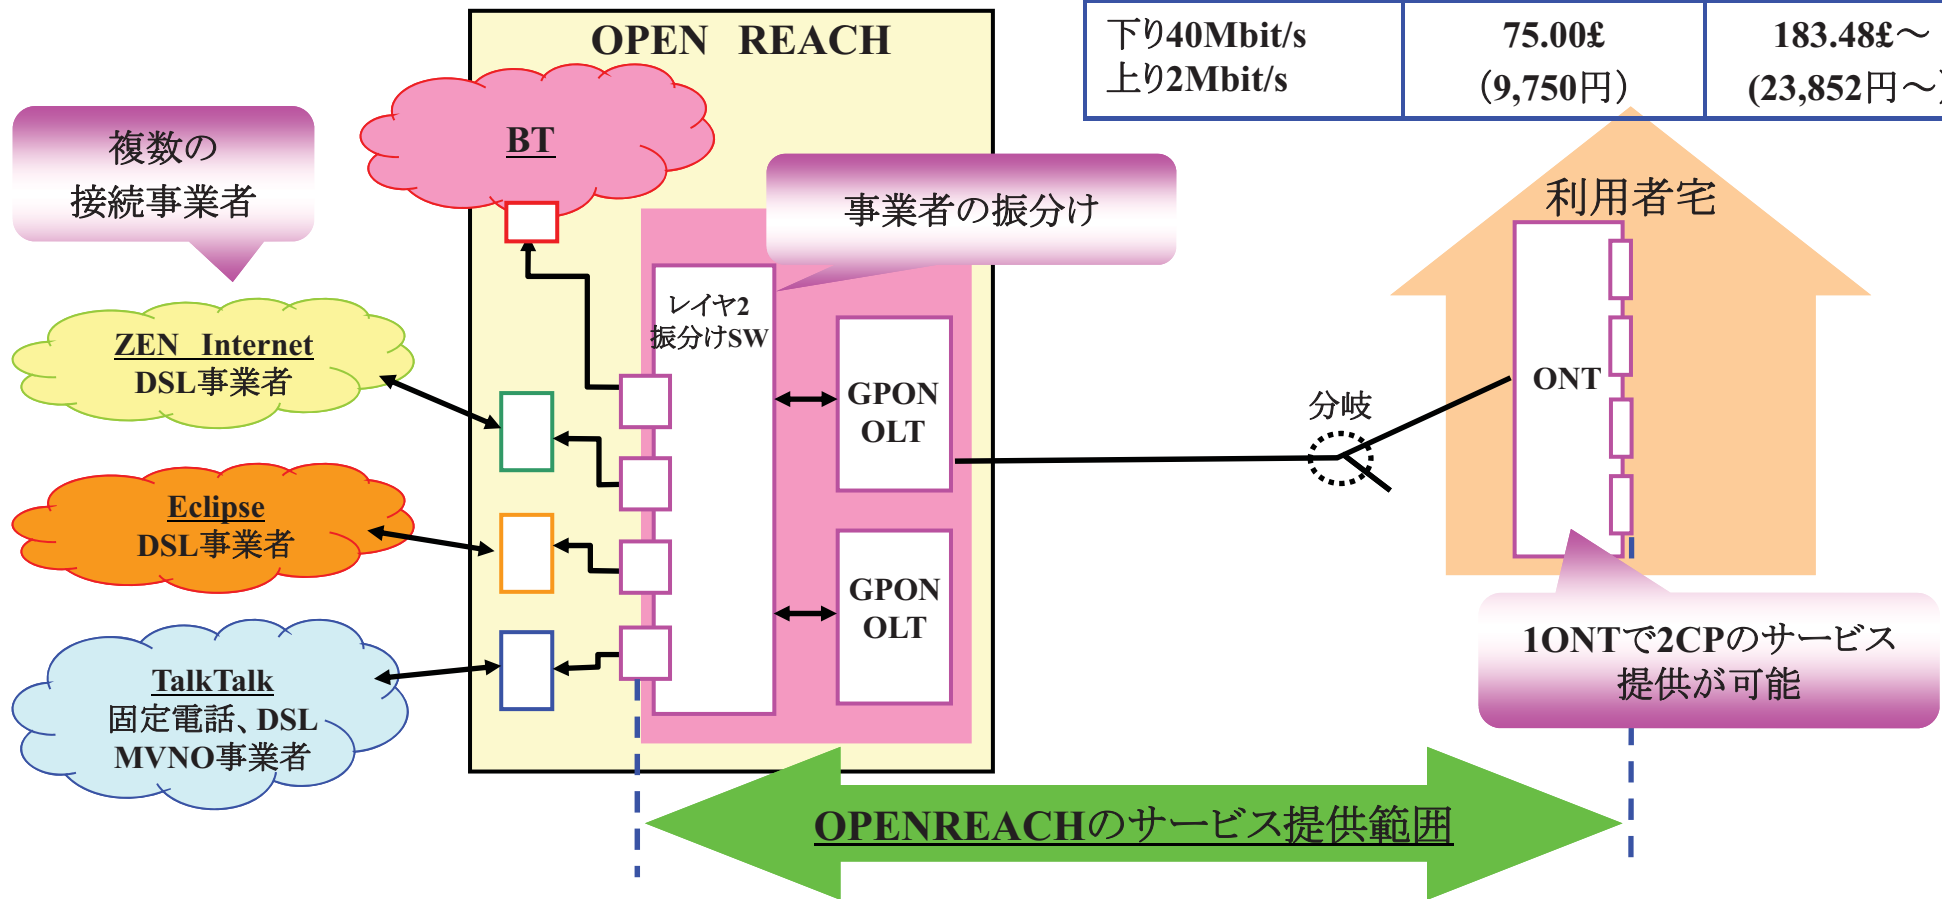 OPEN REACH
下り40Mbit/s
上り2Mbit/s
75.00£
（9,750円）
183.48£～
(23,852円～)
複数の
接続事業者
BT
事業者の振分け
利用者宅
レイヤ2
振分けSW
ZEN Internet
DSL事業者
GPON
OLT
分岐
ONT
Eclipse
DSL事業者
GPON
OLT
1ONTで2CPのサービス
提供が可能
TalkTalk
固定電話、DSL
MVNO事業者
OPENREACHのサービス提供範囲